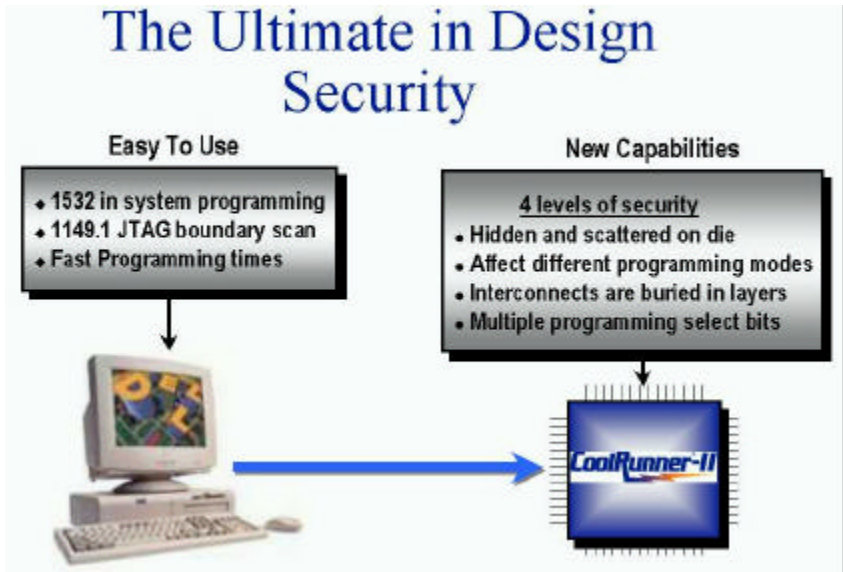 The Ultimate in Design
Security
Easy To Use
1532 in system programming
1149.1 JTAG boundary scan
Fast Programming times
New Capabilities
4 levels of security
Hidden and scattered on die
Affect different programming modes
Interconnects are buried in layers
Multiple programming select bits
DELL
CoolRunner-II